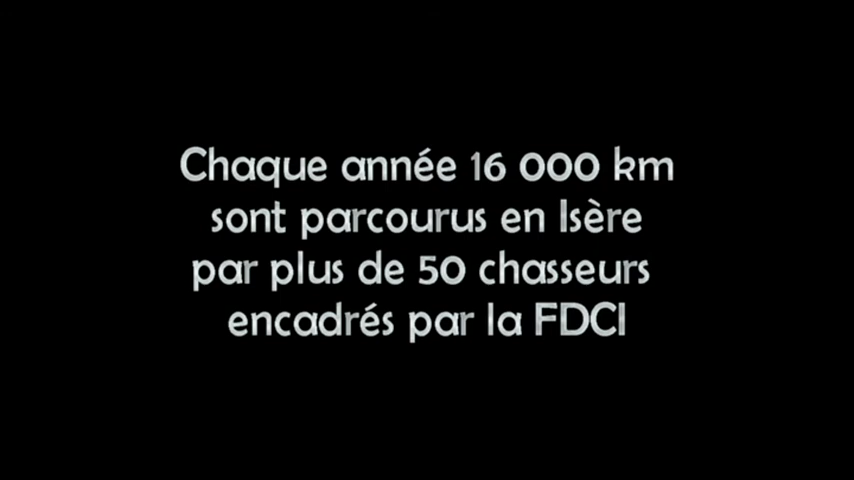 Chaque année 16 000 km
sont parcourus en Isère
par plus de 50 chasseurs
encadrés par la FDCI